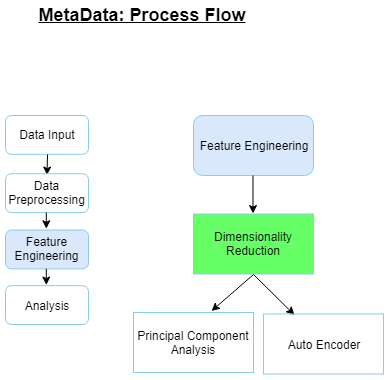 MetaData: Process Flow
Data Input
Data
Preprocessing
Feature
Engineering
Analysis
Feature Engineering
Dimensionality
Reduction
Principal Component
Analysis
Auto Encoder